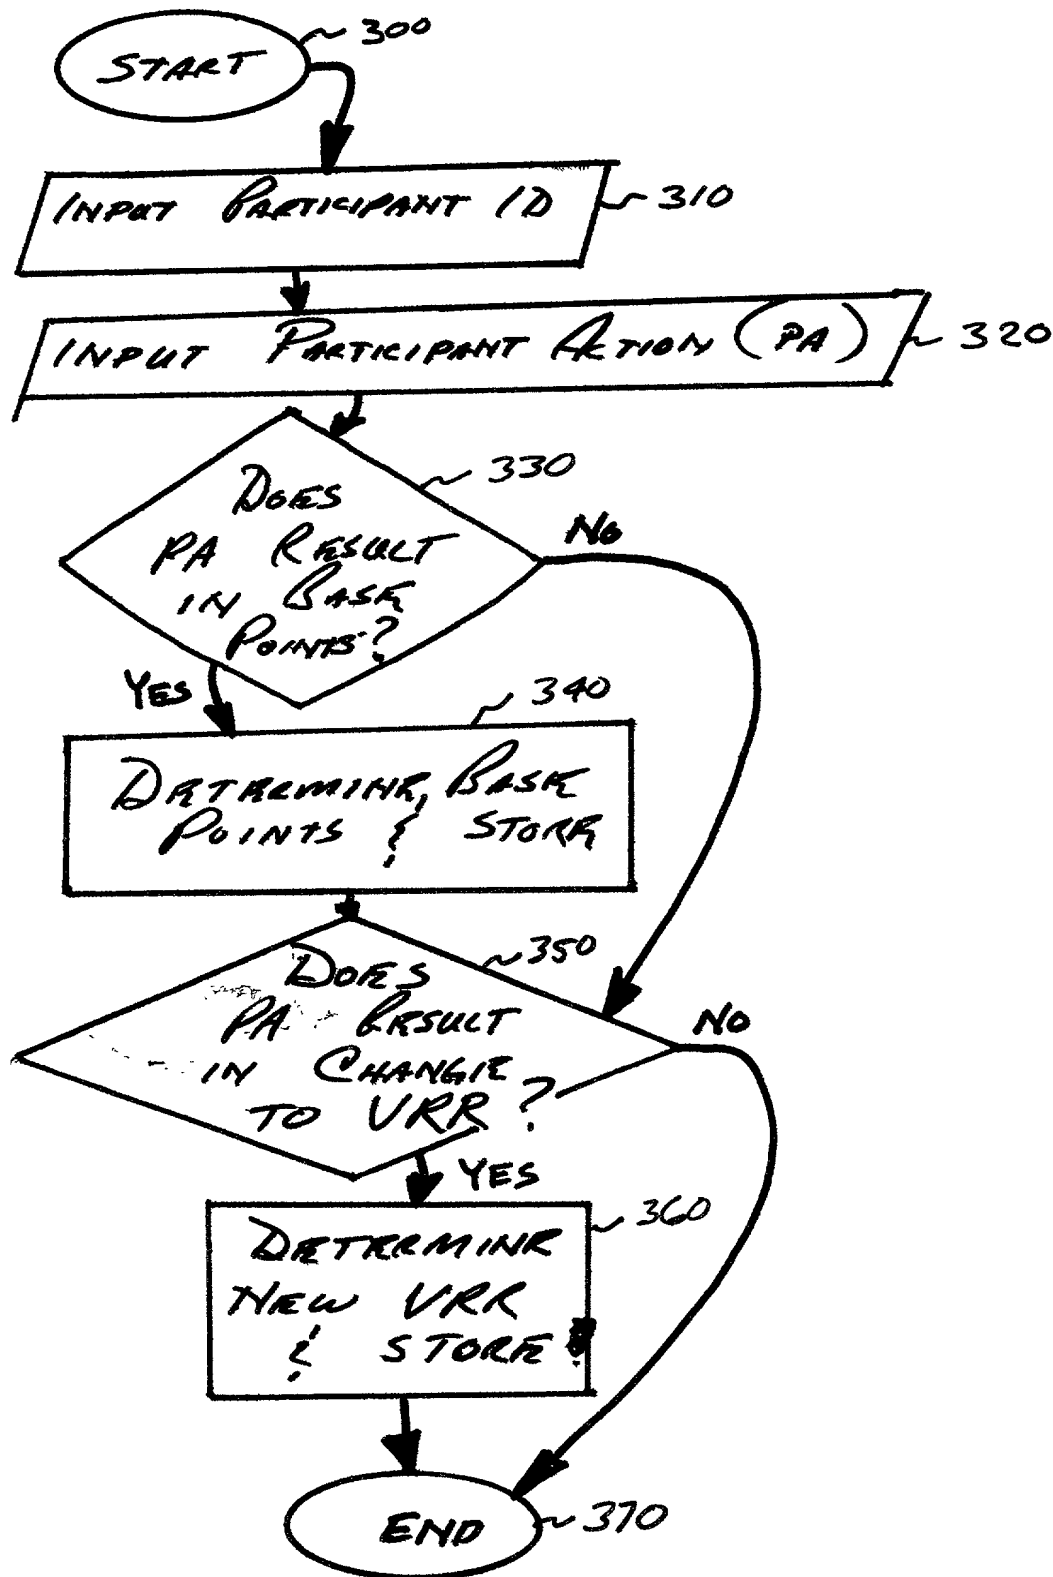 START
300
INPUT PARTICIPANT ID
310
INPUT PARTICIPANT ACTION (PA)
320
DOES
PA RESULT
IN BASE
POINTS?
330
NO
YES
340
DETERMINE BASE
POINTS & STORE
DOES
PA RESULT
IN CHANGE
TO VRR?
350
NO
YES
360
DETERMINE
NEW VRR
& STORE
END
370